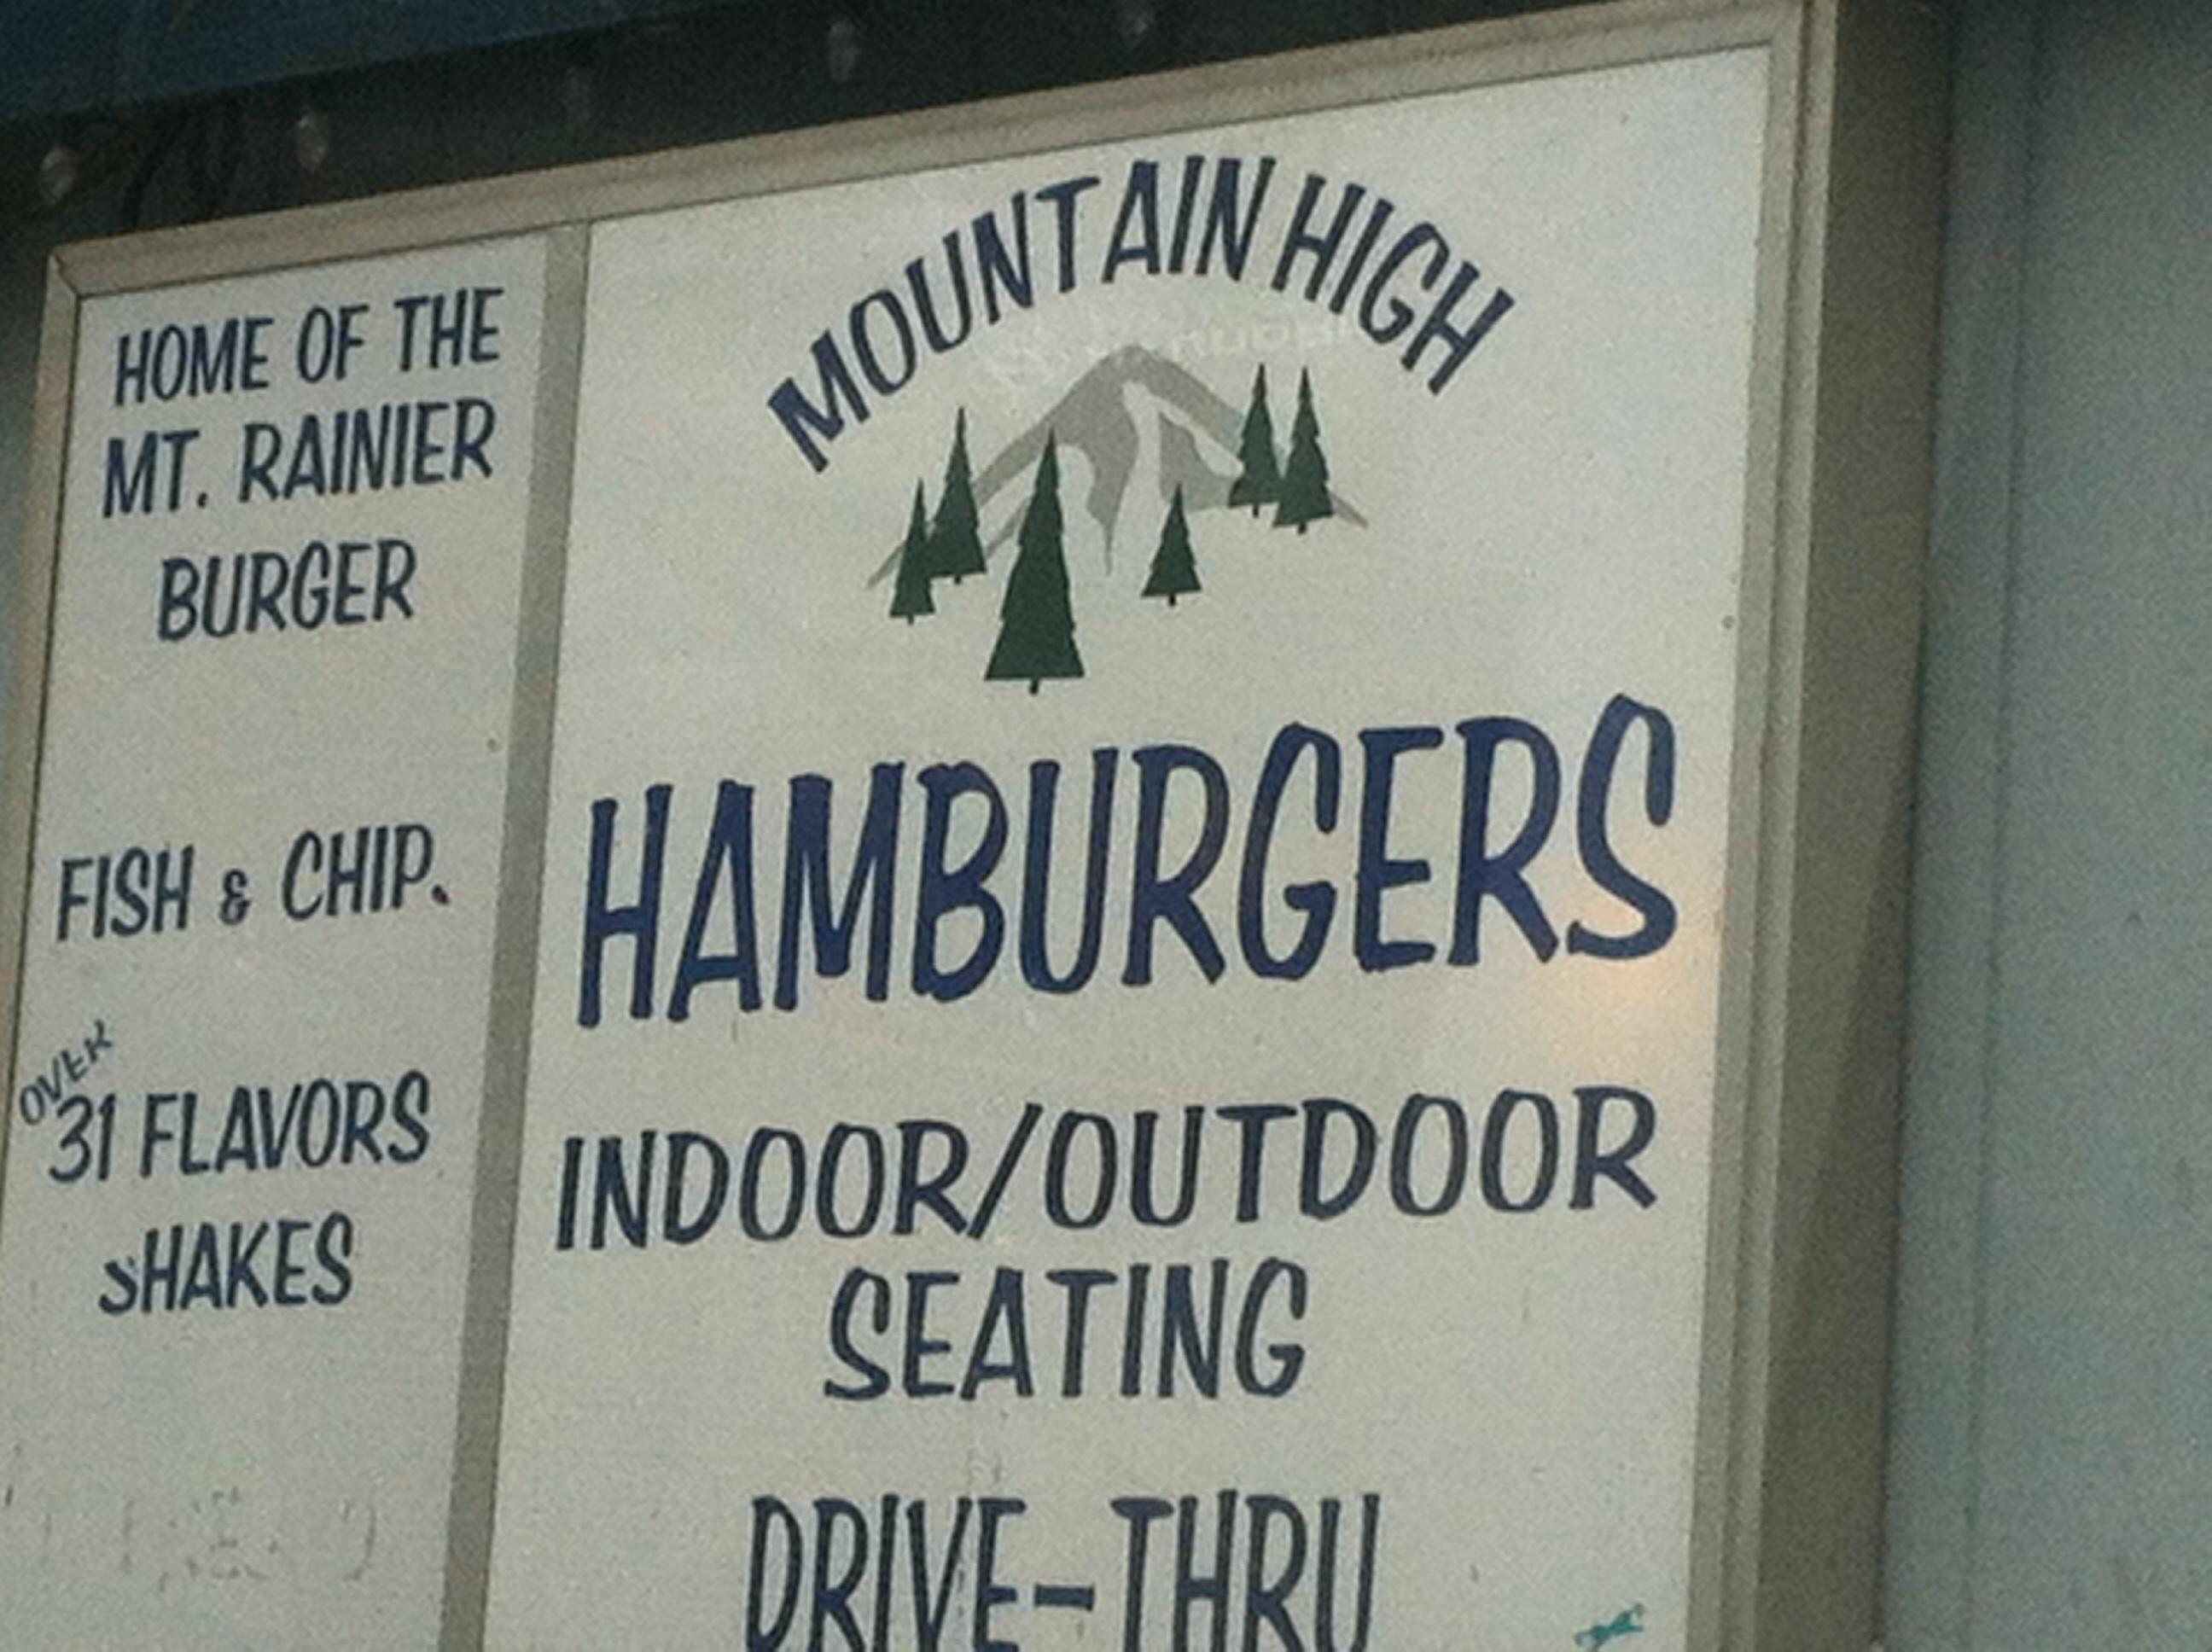 HOME OF THE
MT. RAINIER
BURGER
FISH & CHIP.
OVER
31 FLAVORS
SHAKES
MOUNTAIN HIGH
HAMBURGERS
INDOOR/OUTDOOR
SEATING
DRIVE-THRU